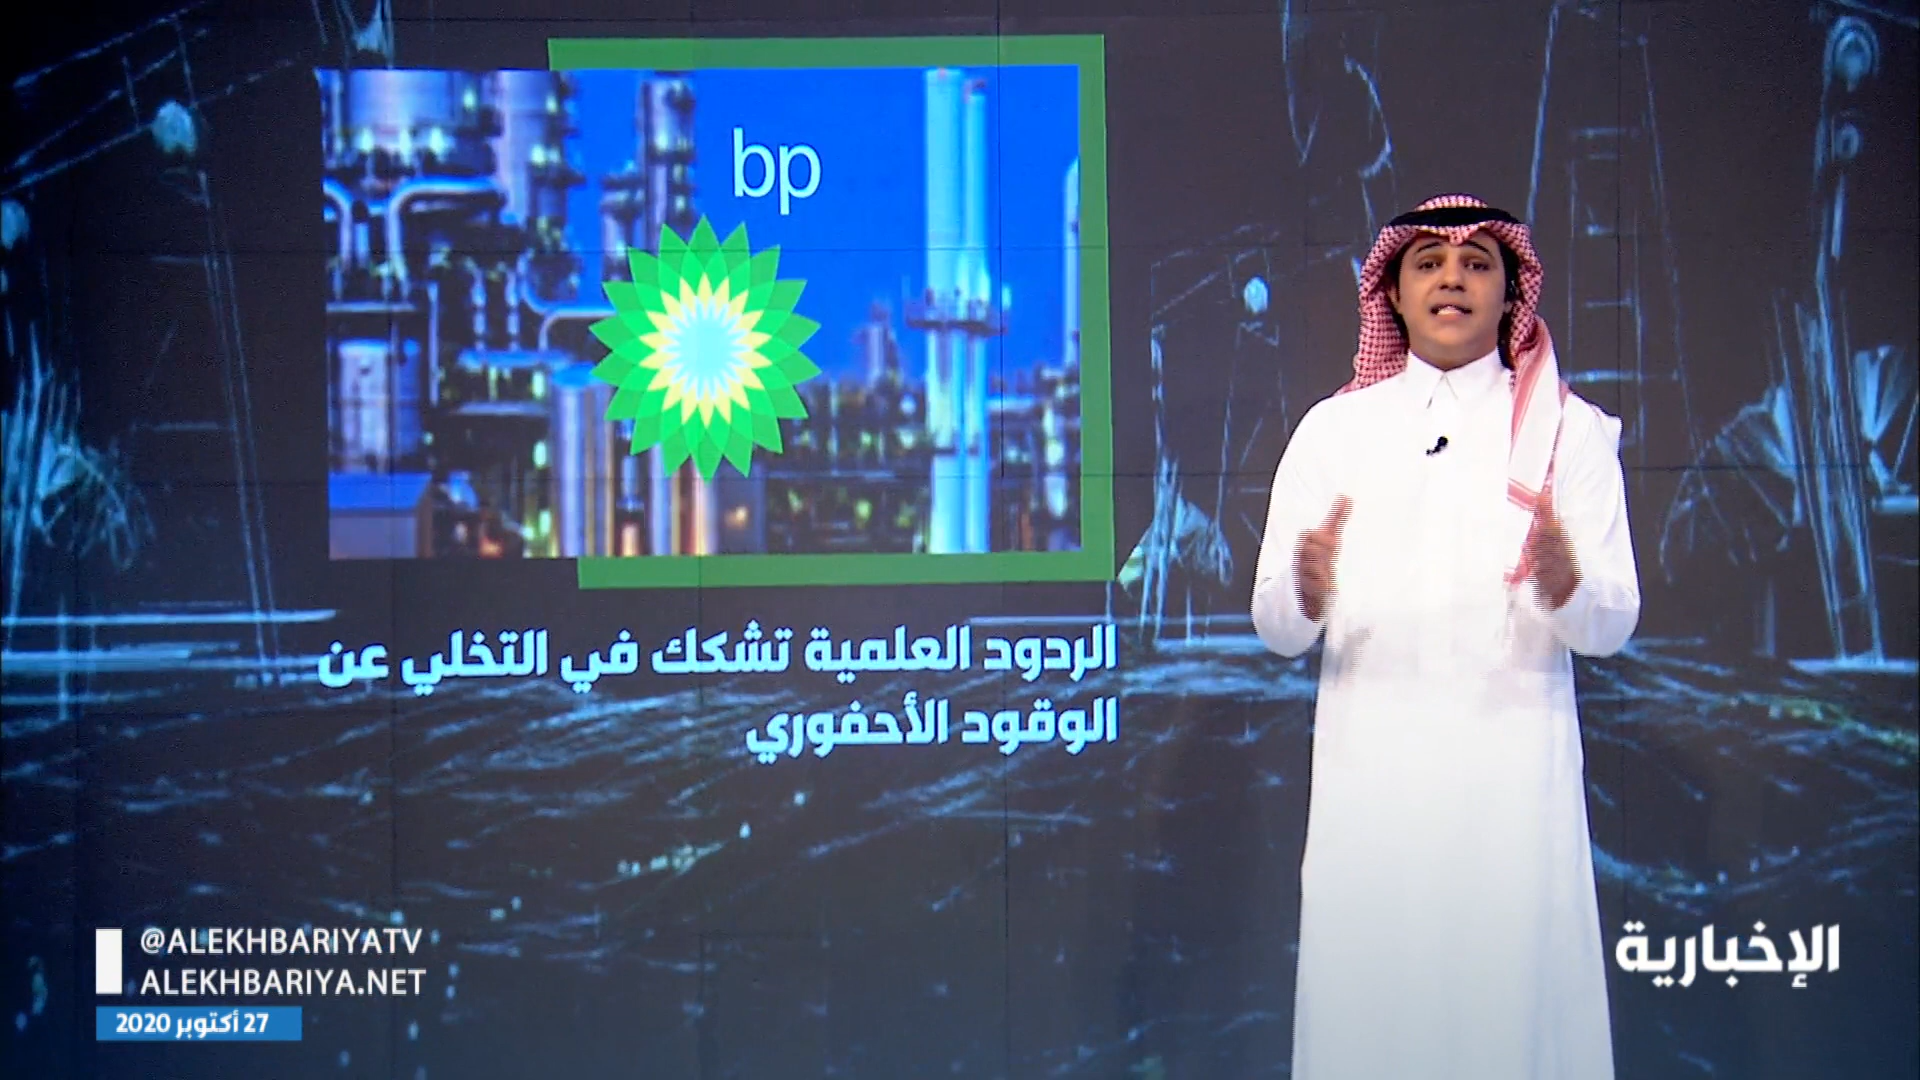 bp
الردود العلمية تشكك في التخلي عن
الوقود الأحفوري
@ALEKHBARIYATV
ALEKHBARIYA.NET
27 أكتوبر 2020
الإخبارية